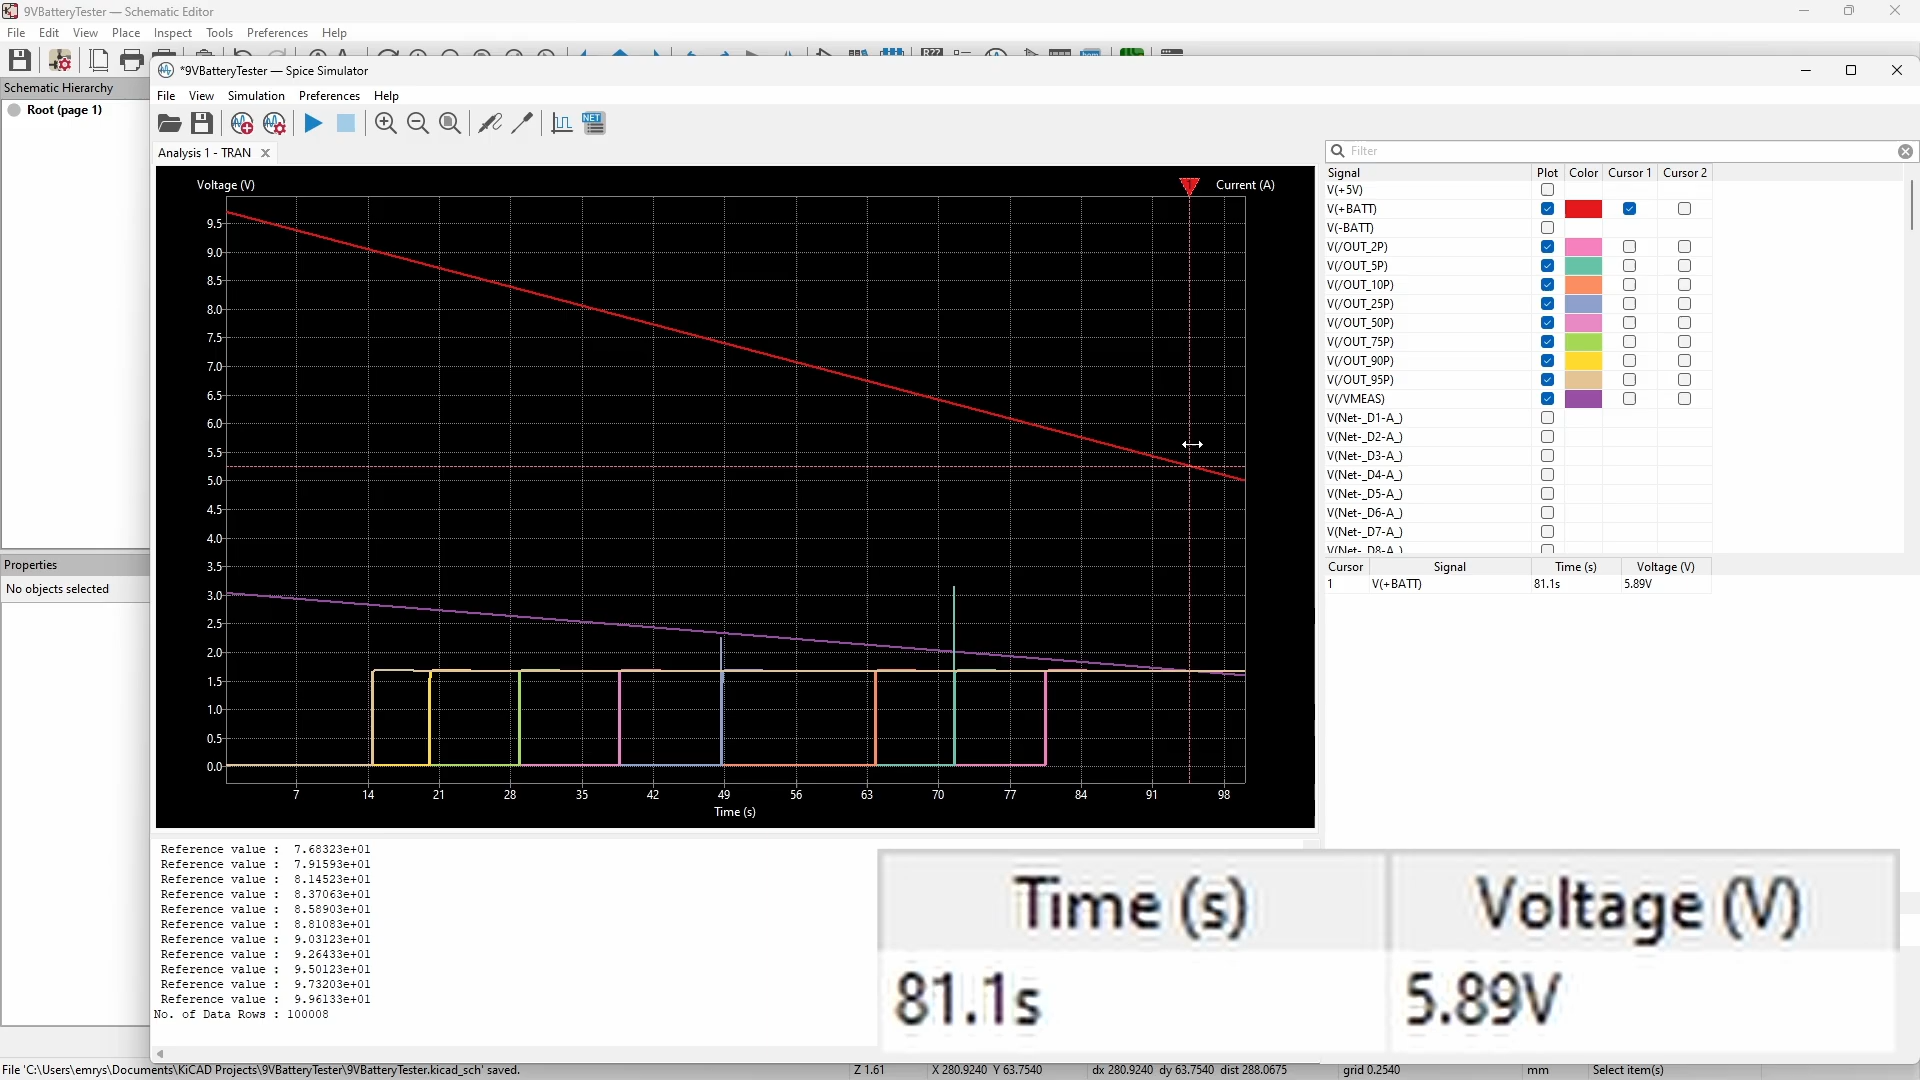 9VBatteryTester — Schematic Editor
File Edit View Place Inspect Tools Preferences Help
Schematic Hierarchy
Root (page 1)
Properties
No objects selected
*9VBatteryTester — Spice Simulator
File View Simulation Preferences Help
NET
Analysis 1 - TRAN
Voltage (V)
Current (A)
9.5
9.0
8.5
8.0
7.5
7.0
6.5
6.0
5.5
5.0
4.5
4.0
3.5
3.0
2.5
2.0
1.5
1.0
0.5
0.0
7 14 21 28 35 42 49 56 63 70 77 84 91 98
Time (s)
Filter
Signal Plot Color Cursor 1 Cursor 2
V(+5V)
V(+BATT)
V(-BATT)
V(/OUT_2P)
V(/OUT_5P)
V(/OUT_10P)
V(/OUT_25P)
V(/OUT_50P)
V(/OUT_75P)
V(/OUT_90P)
V(/OUT_95P)
V(/VMEAS)
V(Net-_D1-A_)
V(Net-_D2-A_)
V(Net-_D3-A_)
V(Net-_D4-A_)
V(Net-_D5-A_)
V(Net-_D6-A_)
V(Net-_D7-A_)
V(Net-_D8-A_)
Cursor Signal Time (s) Voltage (V)
1 V(+BATT) 81.1s 5.89V
Reference value : 7.68323e+01
Reference value : 7.91593e+01
Reference value : 8.14523e+01
Reference value : 8.37063e+01
Reference value : 8.58903e+01
Reference value : 8.81083e+01
Reference value : 9.03123e+01
Reference value : 9.26433e+01
Reference value : 9.50123e+01
Reference value : 9.73203e+01
Reference value : 9.96133e+01
No. of Data Rows : 100008
Time (s) Voltage (V)
81.1s 5.89V
File 'C:\Users\emrys\Documents\KiCAD Projects\9VBatteryTester\9VBatteryTester.kicad_sch' saved.
Z 1.61 X 280.9240 Y 63.7540 dx 280.9240 dy 63.7540 dist 288.0675 grid 0.2540 mm Select item(s)